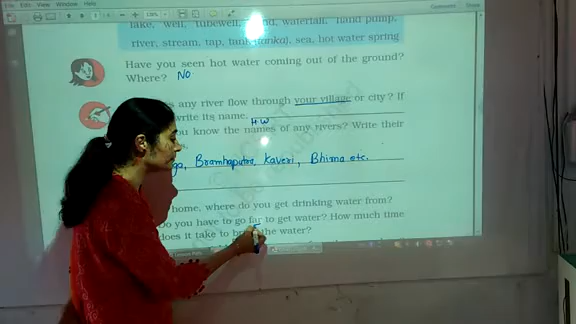 lake, well, tubewell, pond, waterfall, hand pump,
river, stream, tap, tank (tanka), sea, hot water spring
Have you seen hot water coming out of the ground?
Where? No.
any river flow through your village or city? If
write its name. HW
you know the names of any rivers? Write their
Bramhaputra, Kaveri, Bhima etc.
home, where do you get drinking water from?
Do you have to go far to get water? How much time
does it take to bring the water?